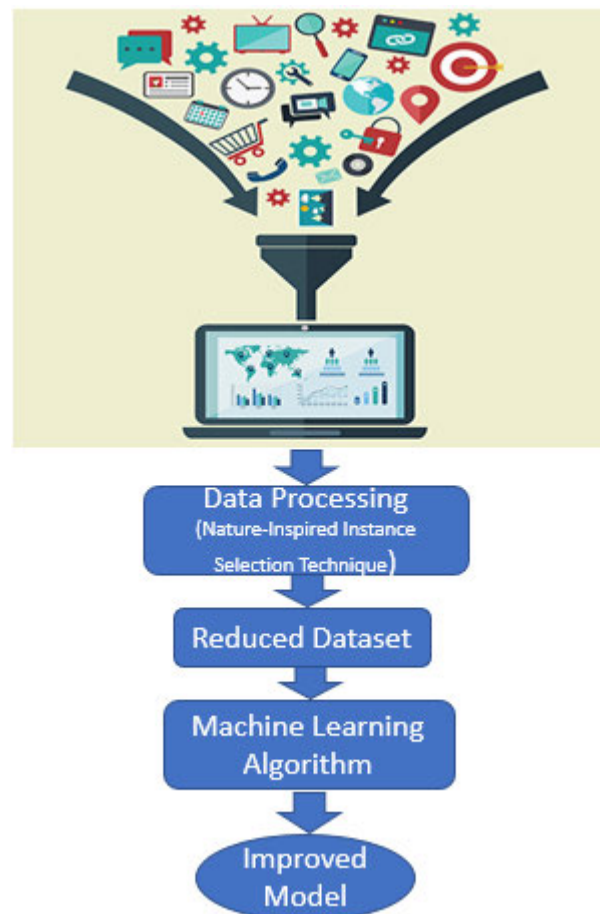 Data Processing
(Nature-Inspired Instance
Selection Technique)
Reduced Dataset
Machine Learning
Algorithm
Improved
Model